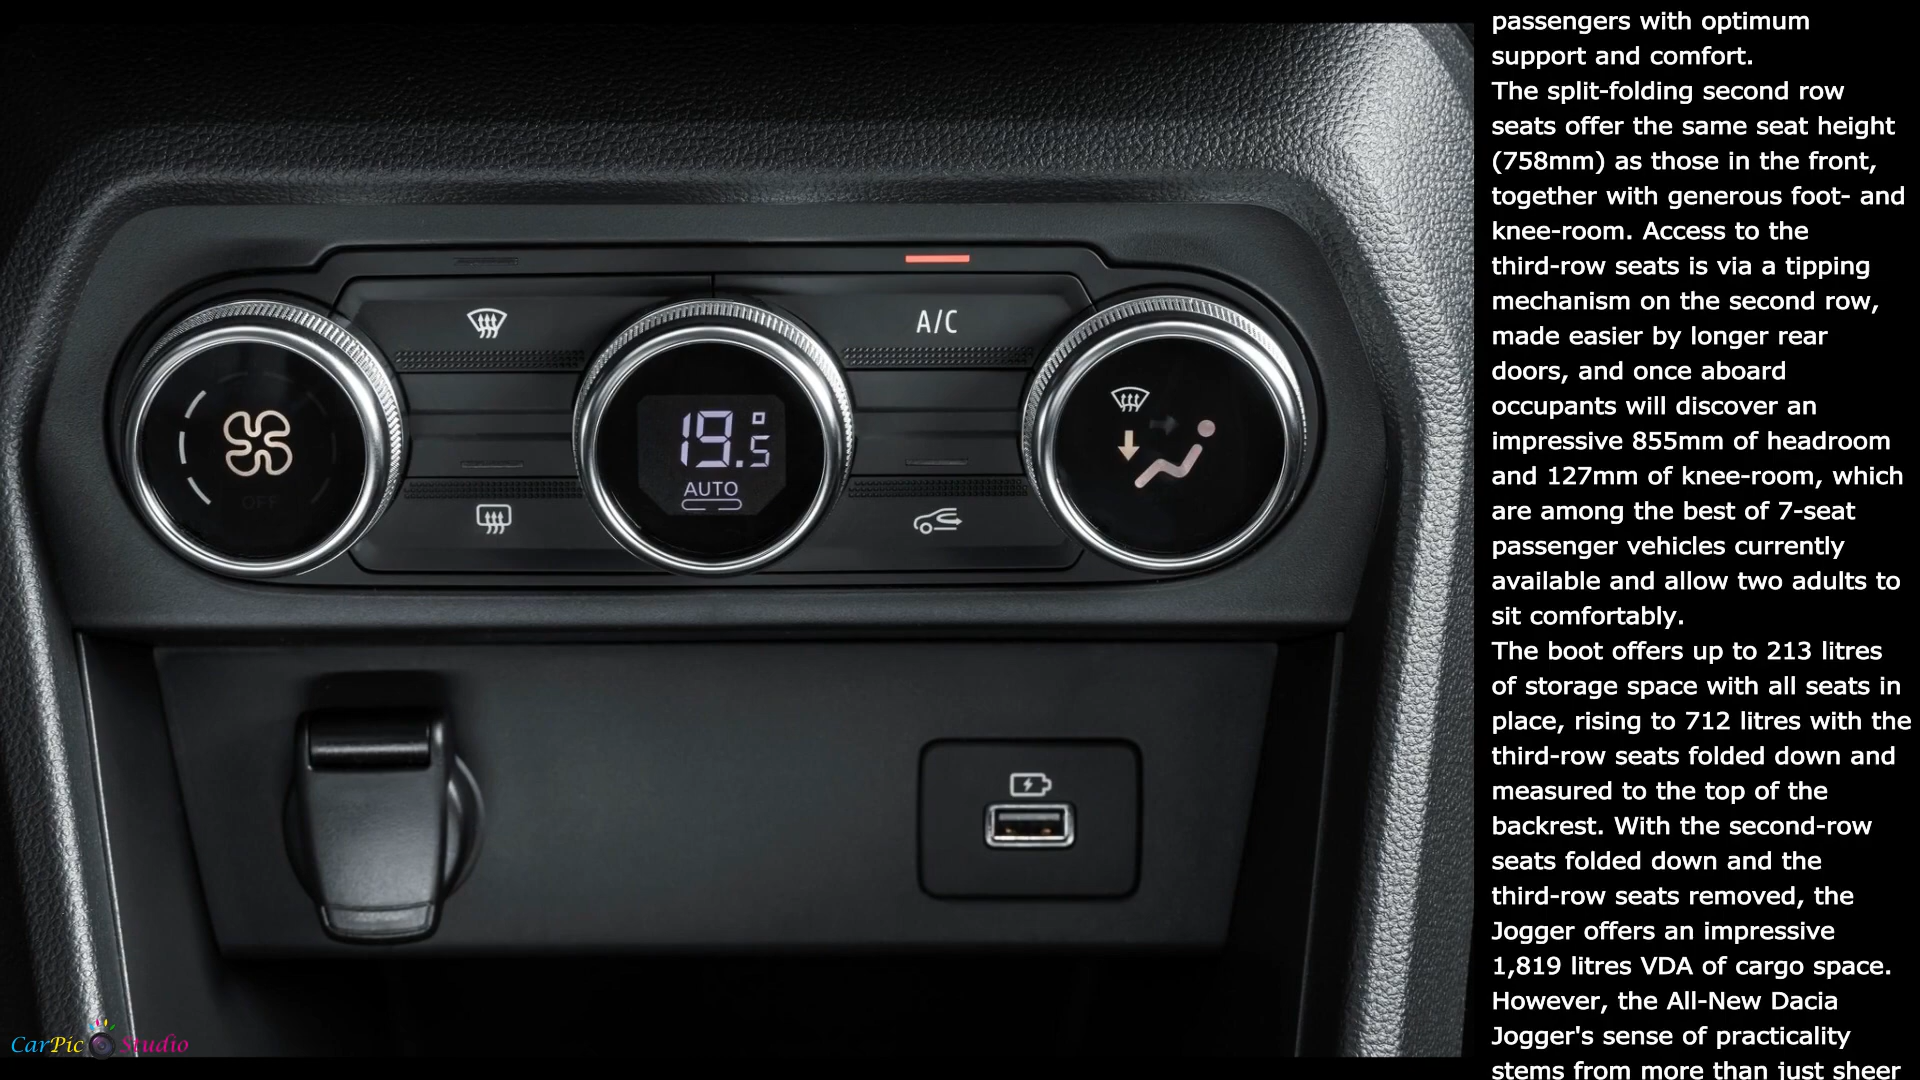 A/C
OFF
19.5°
AUTO
CarPic Studio
passengers with optimum
support and comfort.
The split-folding second row
seats offer the same seat height
(758mm) as those in the front,
together with generous foot- and
knee-room. Access to the
third-row seats is via a tipping
mechanism on the second row,
made easier by longer rear
doors, and once aboard
occupants will discover an
impressive 855mm of headroom
and 127mm of knee-room, which
are among the best of 7-seat
passenger vehicles currently
available and allow two adults to
sit comfortably.
The boot offers up to 213 litres
of storage space with all seats in
place, rising to 712 litres with the
third-row seats folded down and
measured to the top of the
backrest. With the second-row
seats folded down and the
third-row seats removed, the
Jogger offers an impressive
1,819 litres VDA of cargo space.
However, the All-New Dacia
Jogger's sense of practicality
stems from more than just sheer